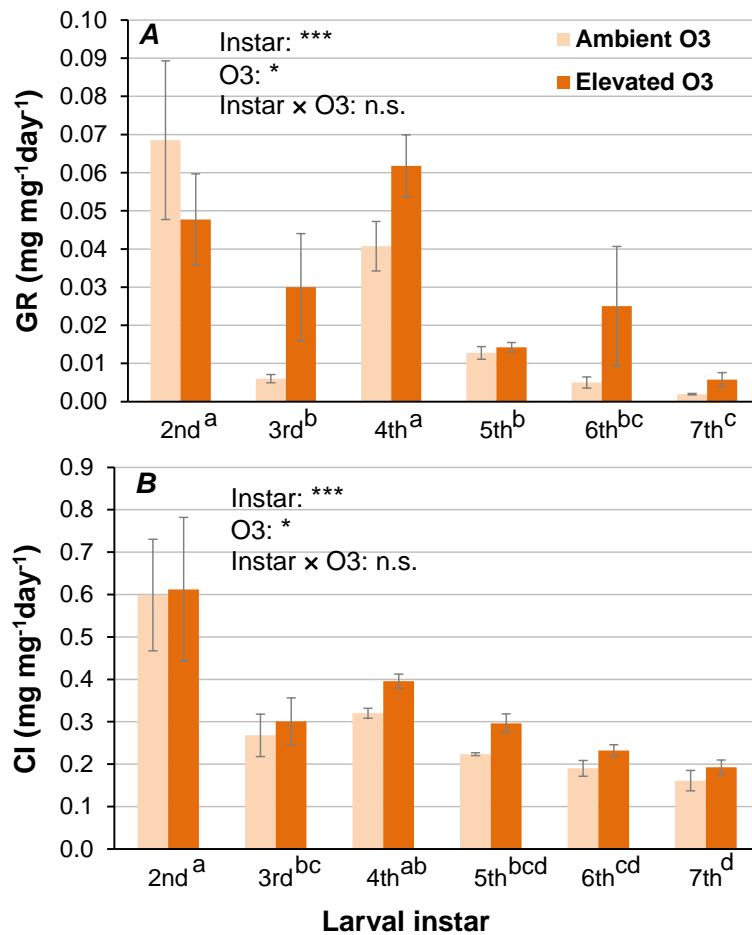 A
Instar: ***
O3: *
Instar × O3: n.s.
Ambient O3
Elevated O3
GR (mg mg⁻¹day⁻¹)
0.10
0.09
0.08
0.07
0.06
0.05
0.04
0.03
0.02
0.01
0.00
2nd a 3rd b 4th a 5th b 6th bc 7th c
B
Instar: ***
O3: *
Instar × O3: n.s.
CI (mg mg⁻¹day⁻¹)
0.9
0.8
0.7
0.6
0.5
0.4
0.3
0.2
0.1
0.0
2nd a 3rd bc 4th ab 5th bcd 6th cd 7th d
Larval instar